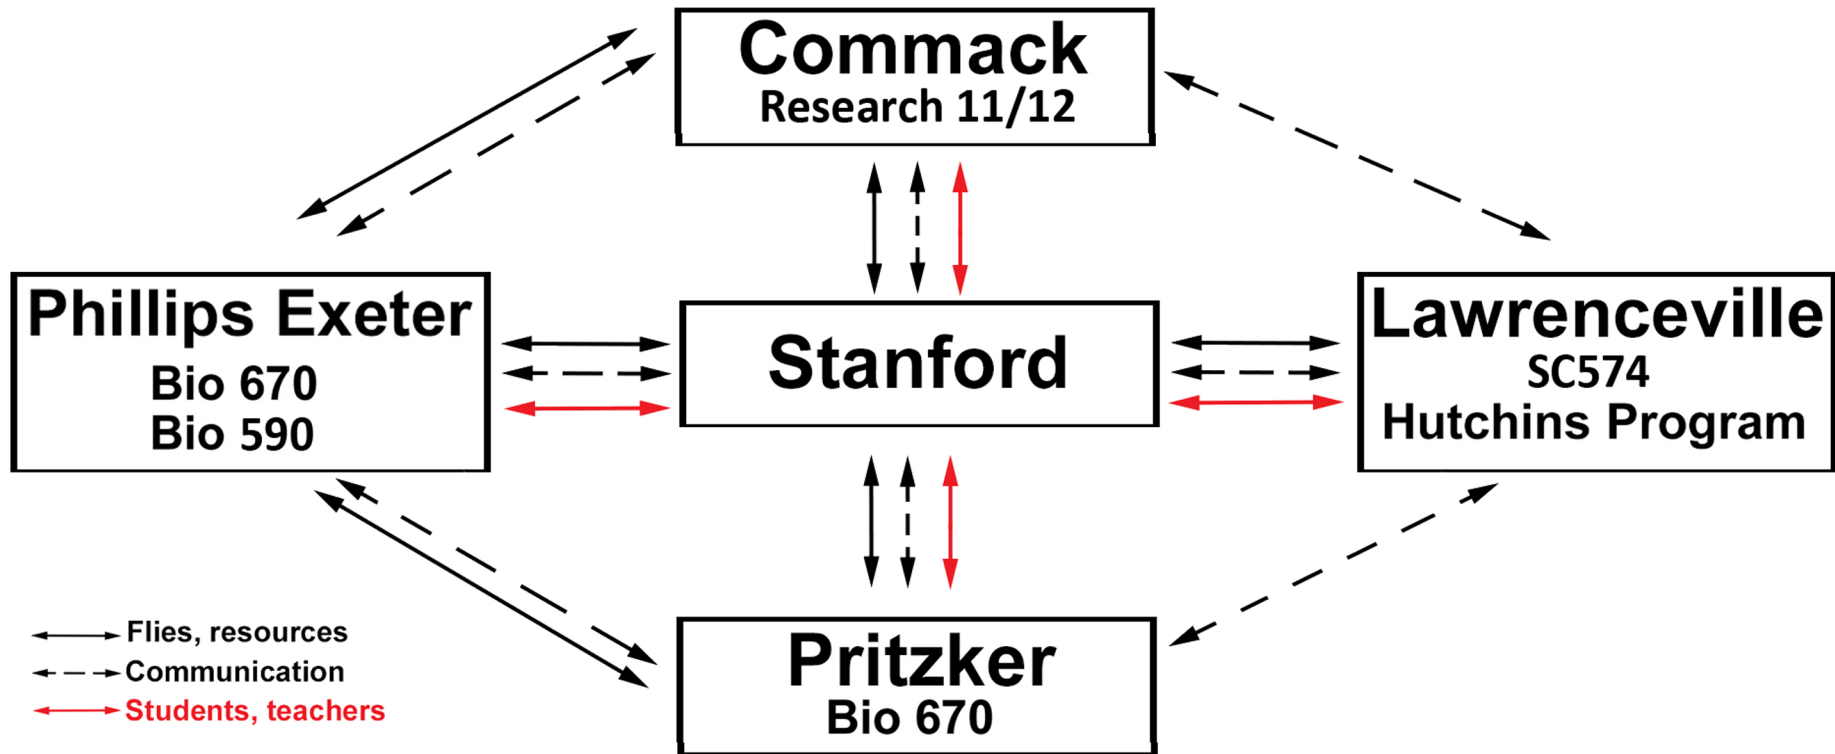 Commack
Research 11/12
Phillips Exeter
Bio 670
Bio 590
Stanford
Lawrenceville
SC574
Hutchins Program
Pritzker
Bio 670
Flies, resources
Communication
Students, teachers